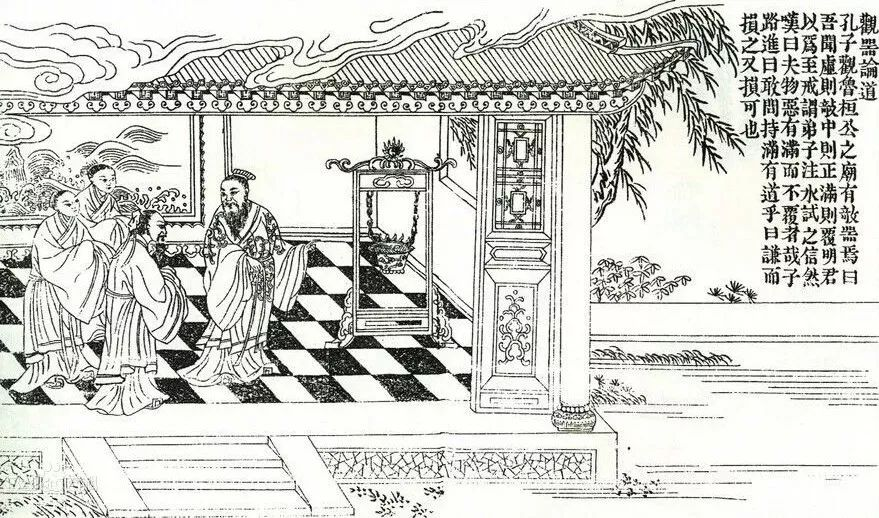 觀器論道
孔子觀魯桓公之廟有敧器焉曰
吾聞虛則敧中則正滿則覆明君
以爲至戒謂弟子注水試之信然
嘆曰夫物惡有滿而不覆者哉子
路進曰敢問持滿有道乎曰謙而
損之又損可也